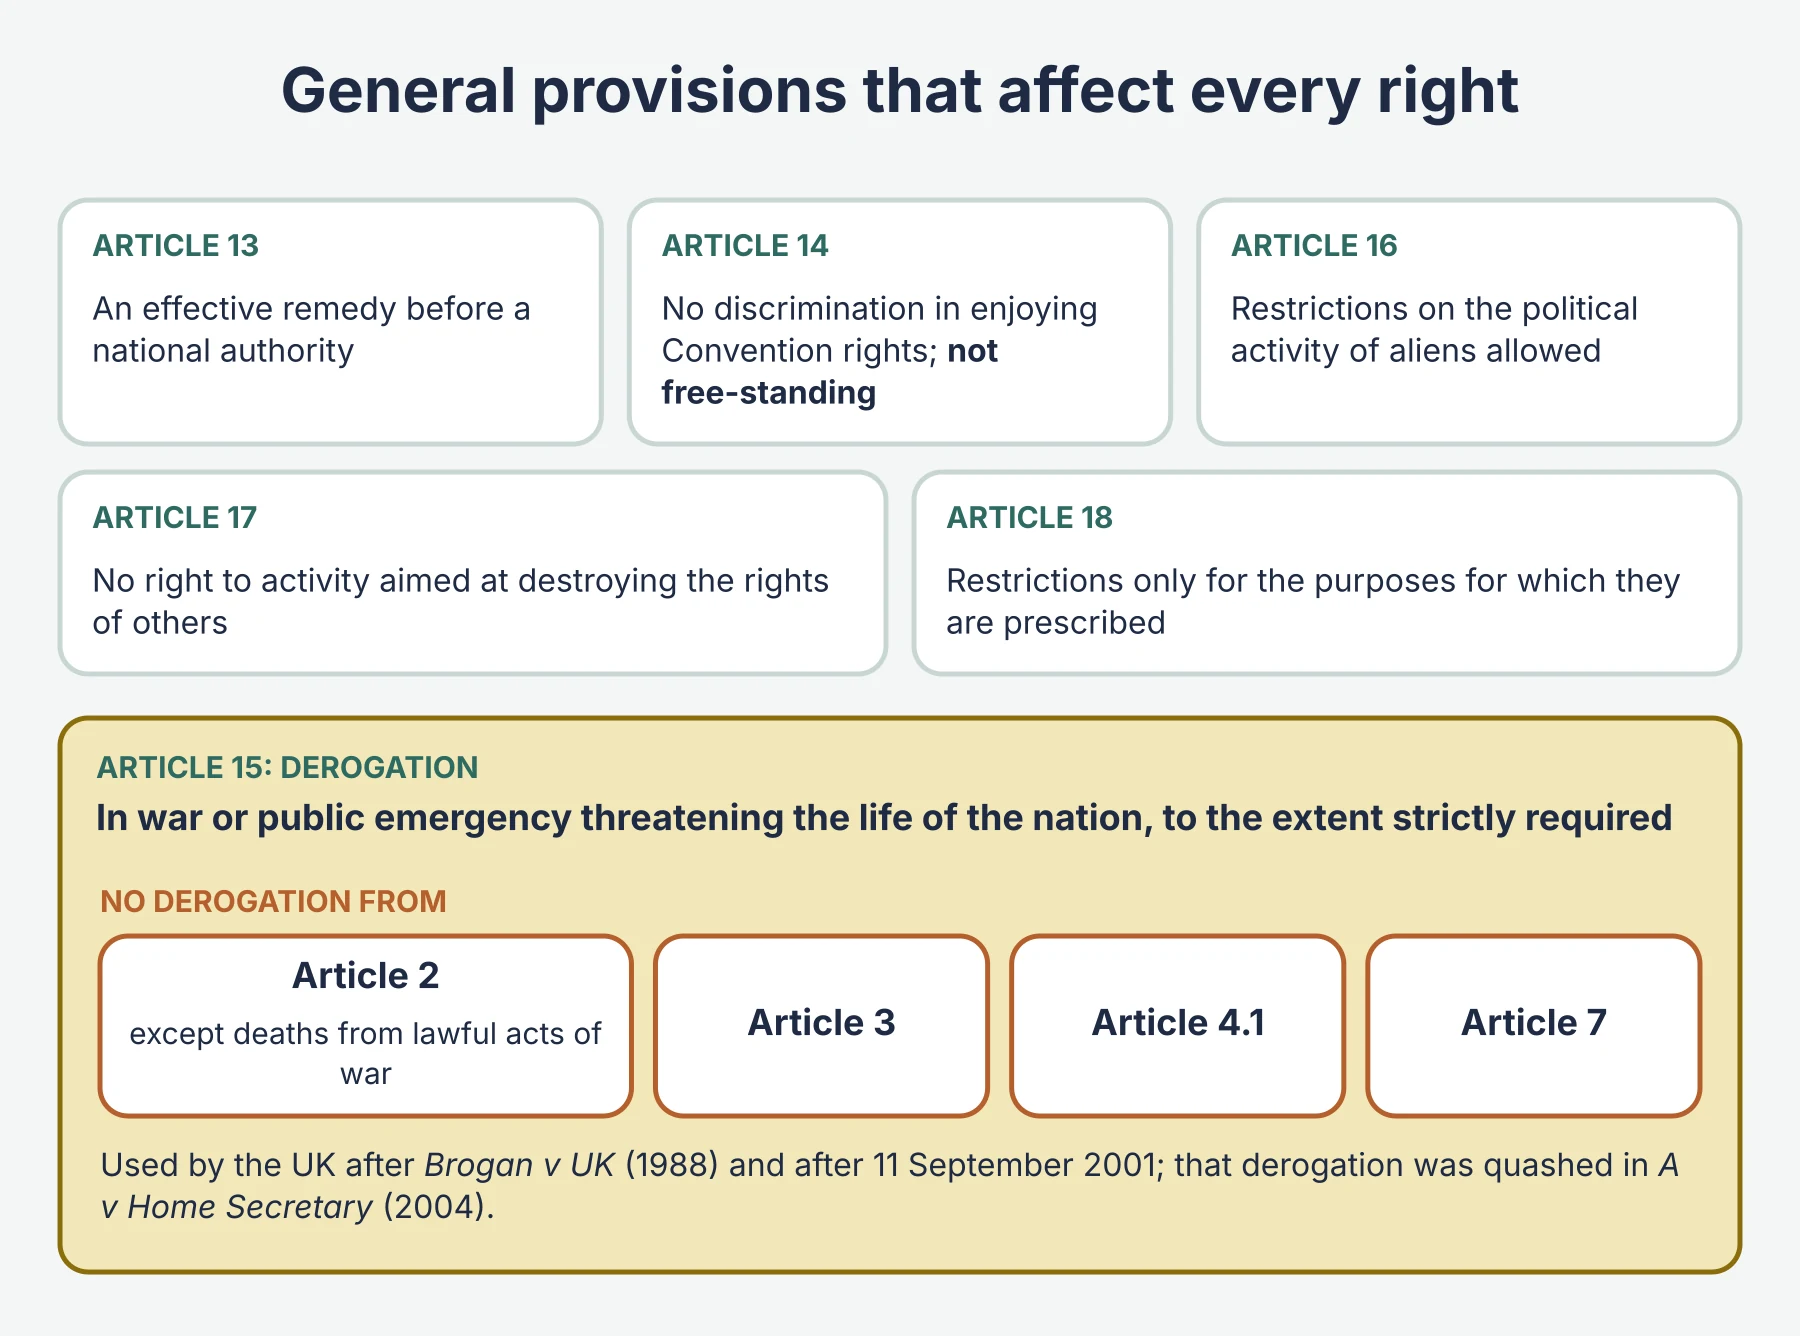 General provisions that affect every right
ARTICLE 13
An effective remedy before a
national authority
ARTICLE 14
No discrimination in enjoying
Convention rights; not
free-standing
ARTICLE 16
Restrictions on the political
activity of aliens allowed
ARTICLE 17
No right to activity aimed at destroying the rights
of others
ARTICLE 18
Restrictions only for the purposes for which they
are prescribed
ARTICLE 15: DEROGATION
In war or public emergency threatening the life of the nation, to the extent strictly required
NO DEROGATION FROM
Article 2
except deaths from lawful acts of
war
Article 3
Article 4.1
Article 7
Used by the UK after Brogan v UK (1988) and after 11 September 2001; that derogation was quashed in A
v Home Secretary (2004).